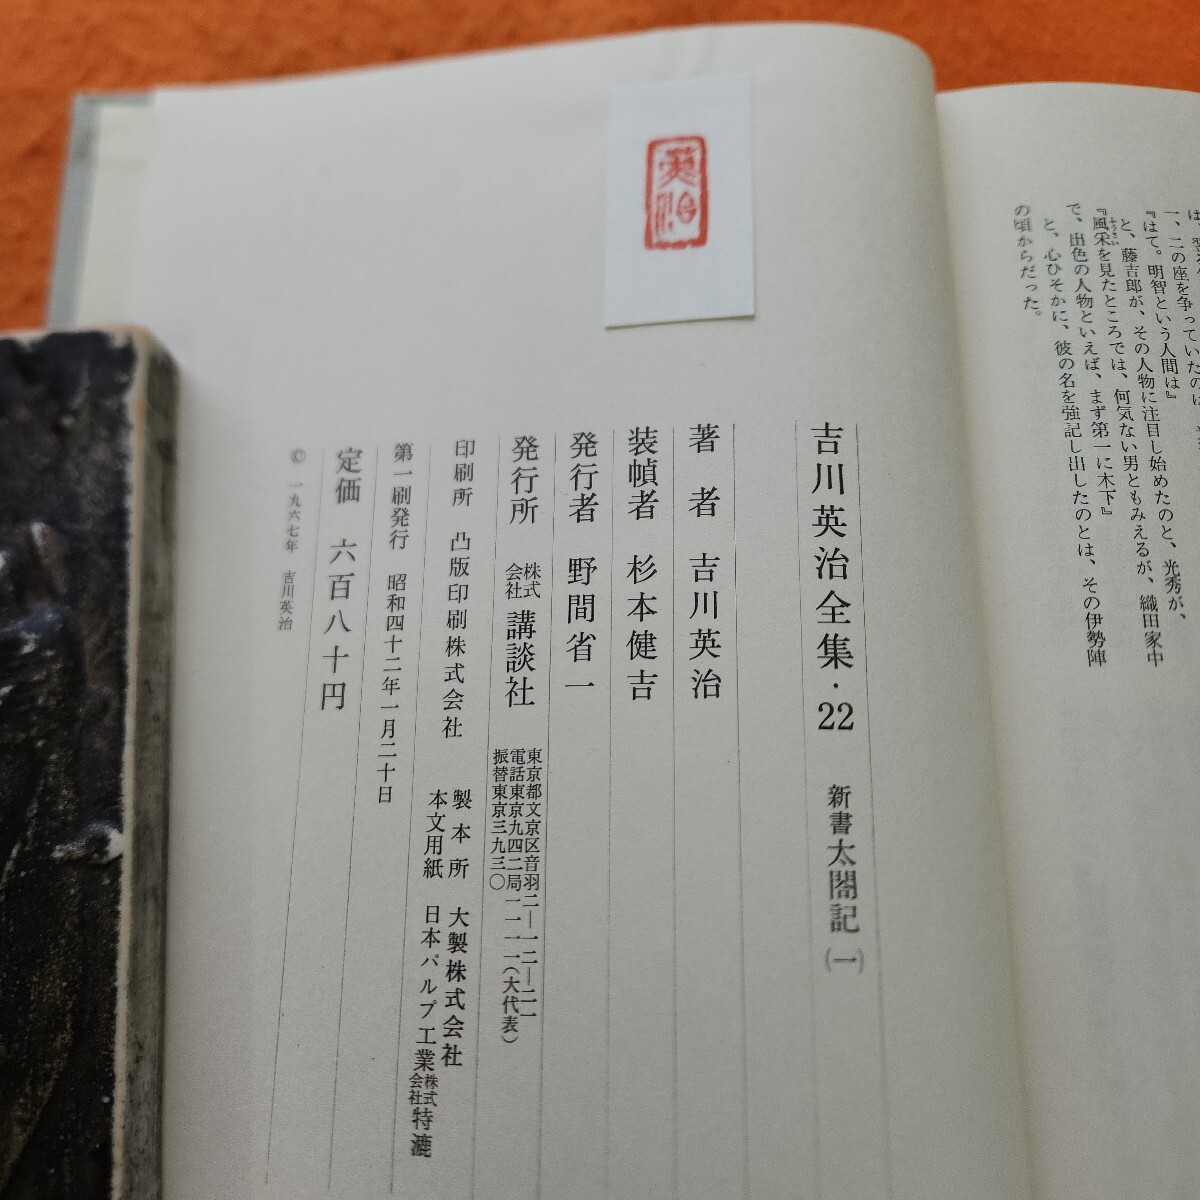 一、二の座を争っていたのは
『はて。明智という人間は』
と、藤吉郎が、その人物に注目し始めたのと、光秀が、
『風采を見たところでは、何気ない男ともみえるが、織田家中
で、出色の人物といえば、まず第一に木下』
と、心ひそかに、彼の名を強記し出したのとは、その伊勢陣
の頃からだった。
英治
吉川英治全集・22 新書太閤記(一)
著者 吉川英治
装幀者 杉本健吉
発行者 野間省一
発行所 株式会社 講談社
東京都文京区音羽二―一二―二一
電話東京九四二局一一一一(大代表)
振替東京三九三〇
印刷所 凸版印刷株式会社
製本所 大製株式会社
本文用紙 日本パルプ工業株式会社 特漉
第一刷発行 昭和四十二年一月二十日
定価 六百八十円
© 一九六七年 吉川英治